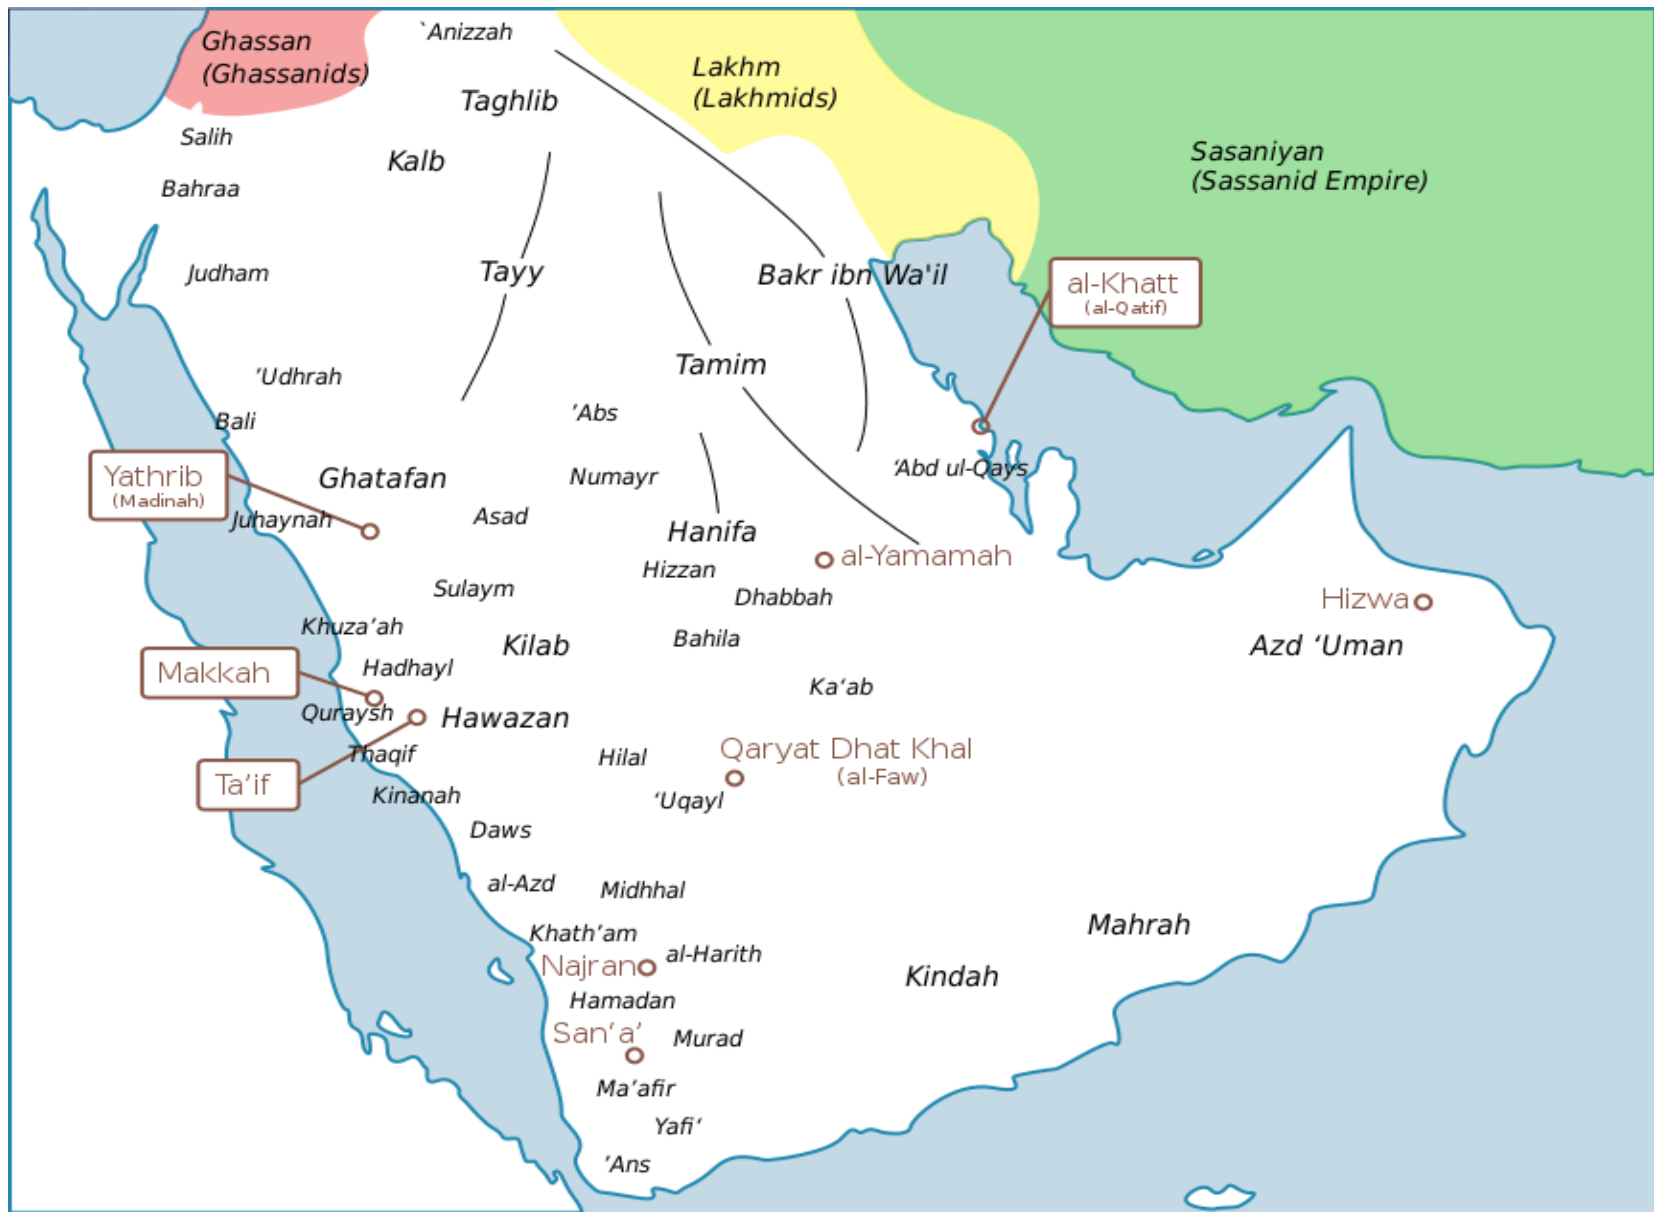 `Anizzah
Ghassan
(Ghassanids)
Lakhm
(Lakhmids)
Taghlib
Salih
Kalb
Sasaniyan
(Sassanid Empire)
Bahraa
Judham
Tayy
Bakr ibn Wa'il
al-Khatt
(al-Qatif)
Tamim
’Udhrah
’Abs
Bali
Yathrib
(Madinah)
Ghatafan
Numayr
‘Abd ul-Qays
Juhaynah
Asad
Hanifa
al-Yamamah
Hizzan
Sulaym
Dhabbah
Hizwa
Khuza’ah
Kilab
Bahila
Azd ‘Uman
Makkah
Hadhayl
Ka‘ab
Quraysh
Hawazan
Thaqif
Hilal
Qaryat Dhat Khal
(al-Faw)
Ta’if
Kinanah
‘Uqayl
Daws
al-Azd
Midhhal
Khath’am
Mahrah
al-Harith
Najran
Kindah
Hamadan
San‘a’
Murad
Ma’afir
Yafi‘
’Ans